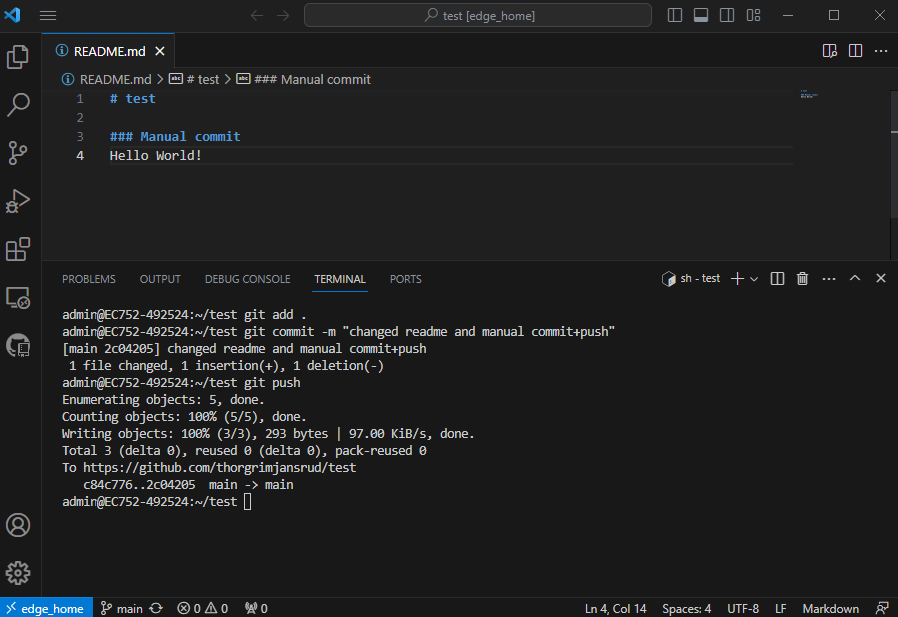 test [edge_home]
README.md
README.md > # test > ### Manual commit
1 # test
2
3 ### Manual commit
4 Hello World!
PROBLEMS OUTPUT DEBUG CONSOLE TERMINAL PORTS sh - test
admin@EC752-492524:~/test git add .
admin@EC752-492524:~/test git commit -m "changed readme and manual commit+push"
[main 2c04205] changed readme and manual commit+push
 1 file changed, 1 insertion(+), 1 deletion(-)
admin@EC752-492524:~/test git push
Enumerating objects: 5, done.
Counting objects: 100% (5/5), done.
Writing objects: 100% (3/3), 293 bytes | 97.00 KiB/s, done.
Total 3 (delta 0), reused 0 (delta 0), pack-reused 0
To https://github.com/thorgrimjansrud/test
   c84c776..2c04205  main -> main
admin@EC752-492524:~/test
edge_home main 0 0 0 Ln 4, Col 14 Spaces: 4 UTF-8 LF Markdown